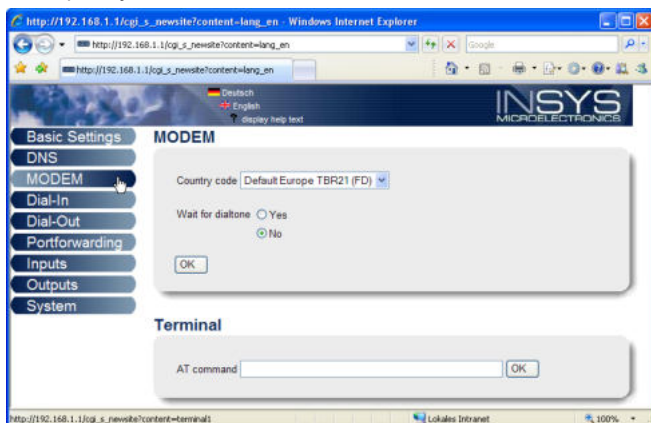 http://192.168.1.1/cgi_s_newsite?content=lang_en - Windows Internet Explorer
http://192.168.1.1/cgi_s_newsite?content=lang_en
Google
http://192.168.1.1/cgi_s_newsite?content=lang_en
Deutsch
English
? display help text
INSYS
MICROELECTRONICS
Basic Settings
DNS
MODEM
Dial-In
Dial-Out
Portforwarding
Inputs
Outputs
System
MODEM
Country code Default Europe TBR21 (FD)
Wait for dialtone Yes
No
OK
Terminal
AT command OK
http://192.168.1.1/cgi_s_newsite?content=terminal1 Lokales Intranet 100%